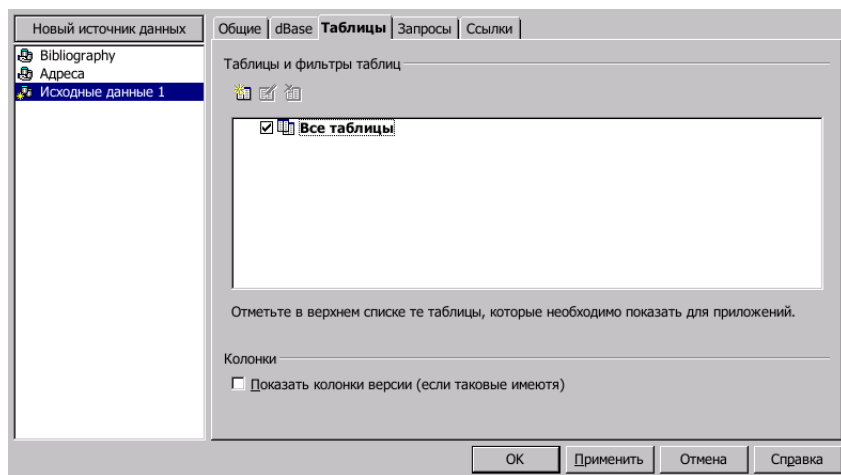 Новый источник данных
Общие dBase Таблицы Запросы Ссылки
Bibliography
Адреса
Исходные данные 1
Таблицы и фильтры таблиц
Все таблицы
Отметьте в верхнем списке те таблицы, которые необходимо показать для приложений.
Колонки
Показать колонки версии (если таковые имеютя)
OK Применить Отмена Справка